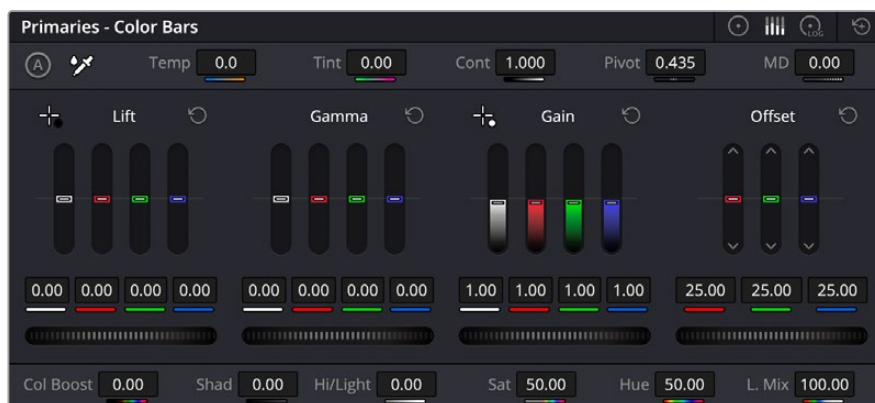 Primaries - Color Bars
LOG
A Temp 0.0 Tint 0.00 Cont 1.000 Pivot 0.435 MD 0.00
Lift Gamma Gain Offset
0.00 0.00 0.00 0.00 0.00 0.00 0.00 0.00 1.00 1.00 1.00 1.00 25.00 25.00 25.00
Col Boost 0.00 Shad 0.00 Hi/Light 0.00 Sat 50.00 Hue 50.00 L. Mix 100.00